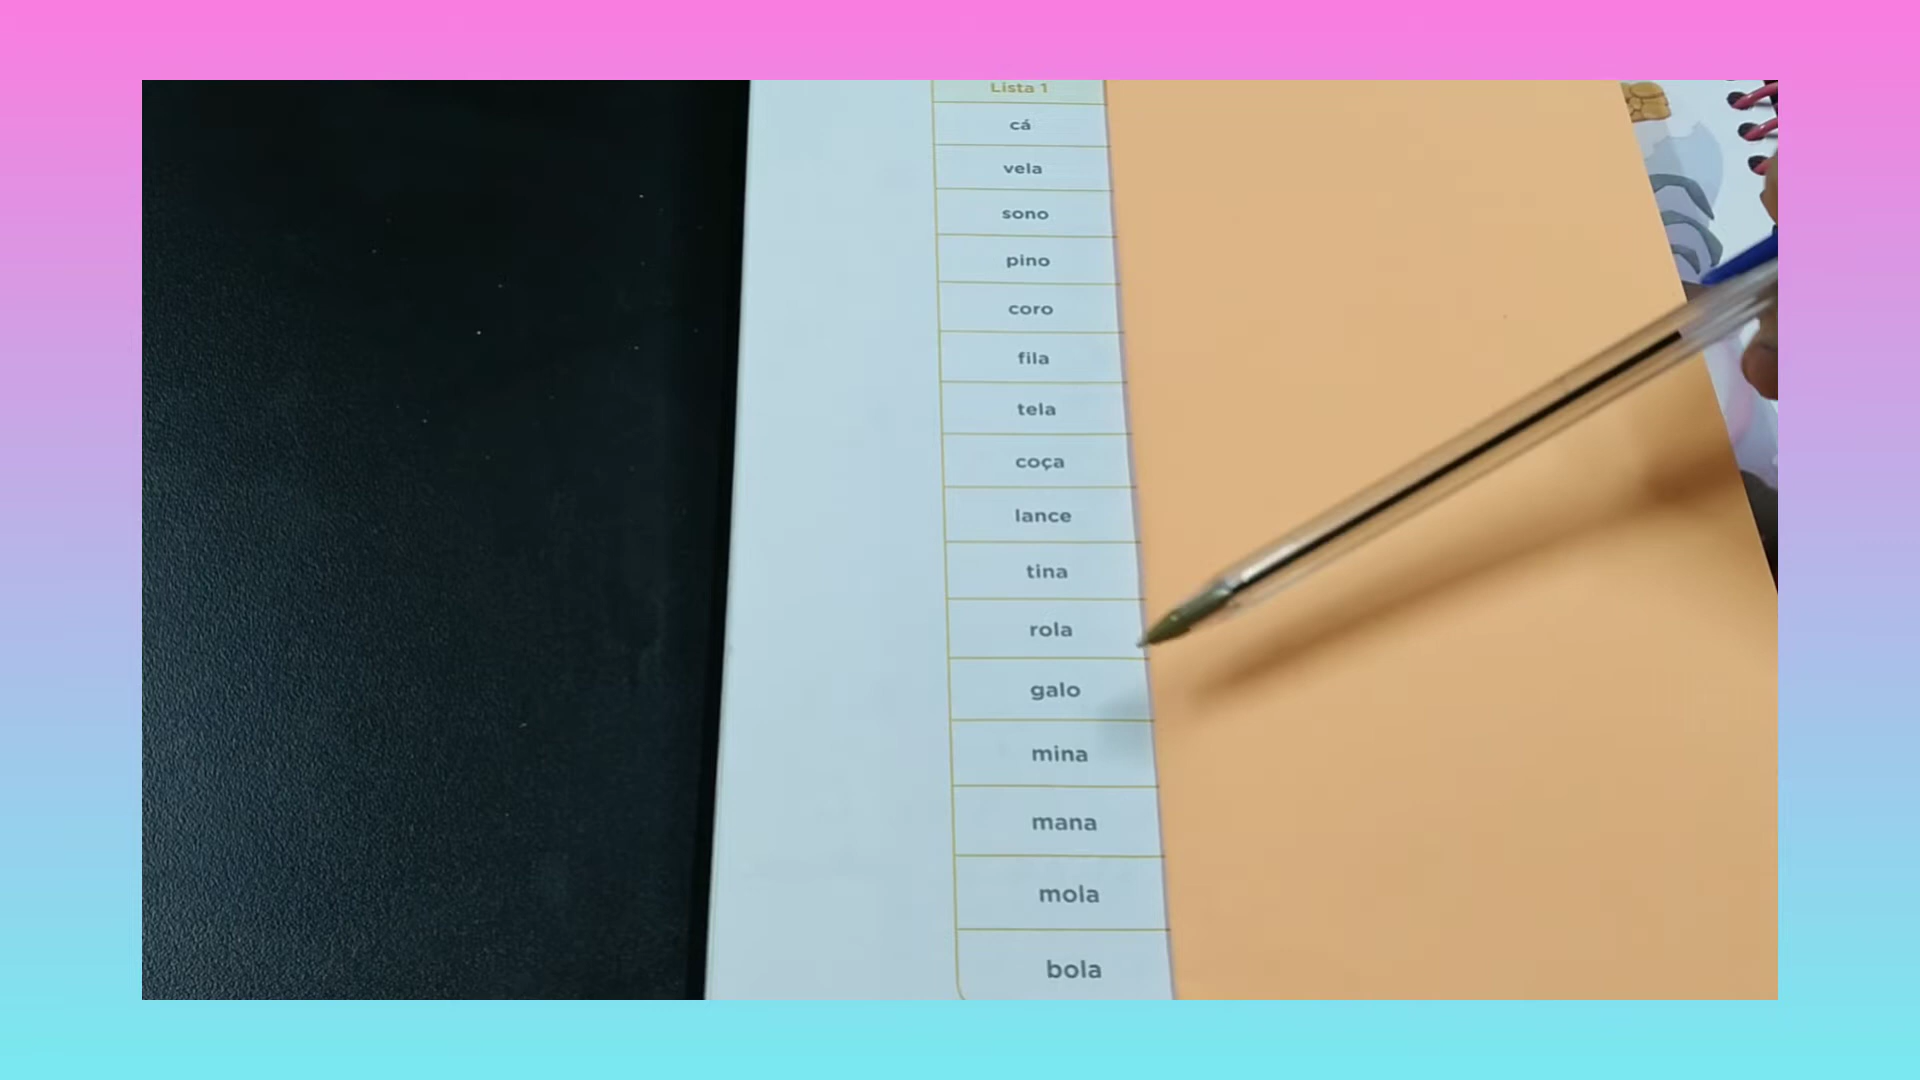 Lista 1
cá
vela
sono
pino
coro
fila
tela
coça
lance
tina
rola
galo
mina
mana
mola
bola